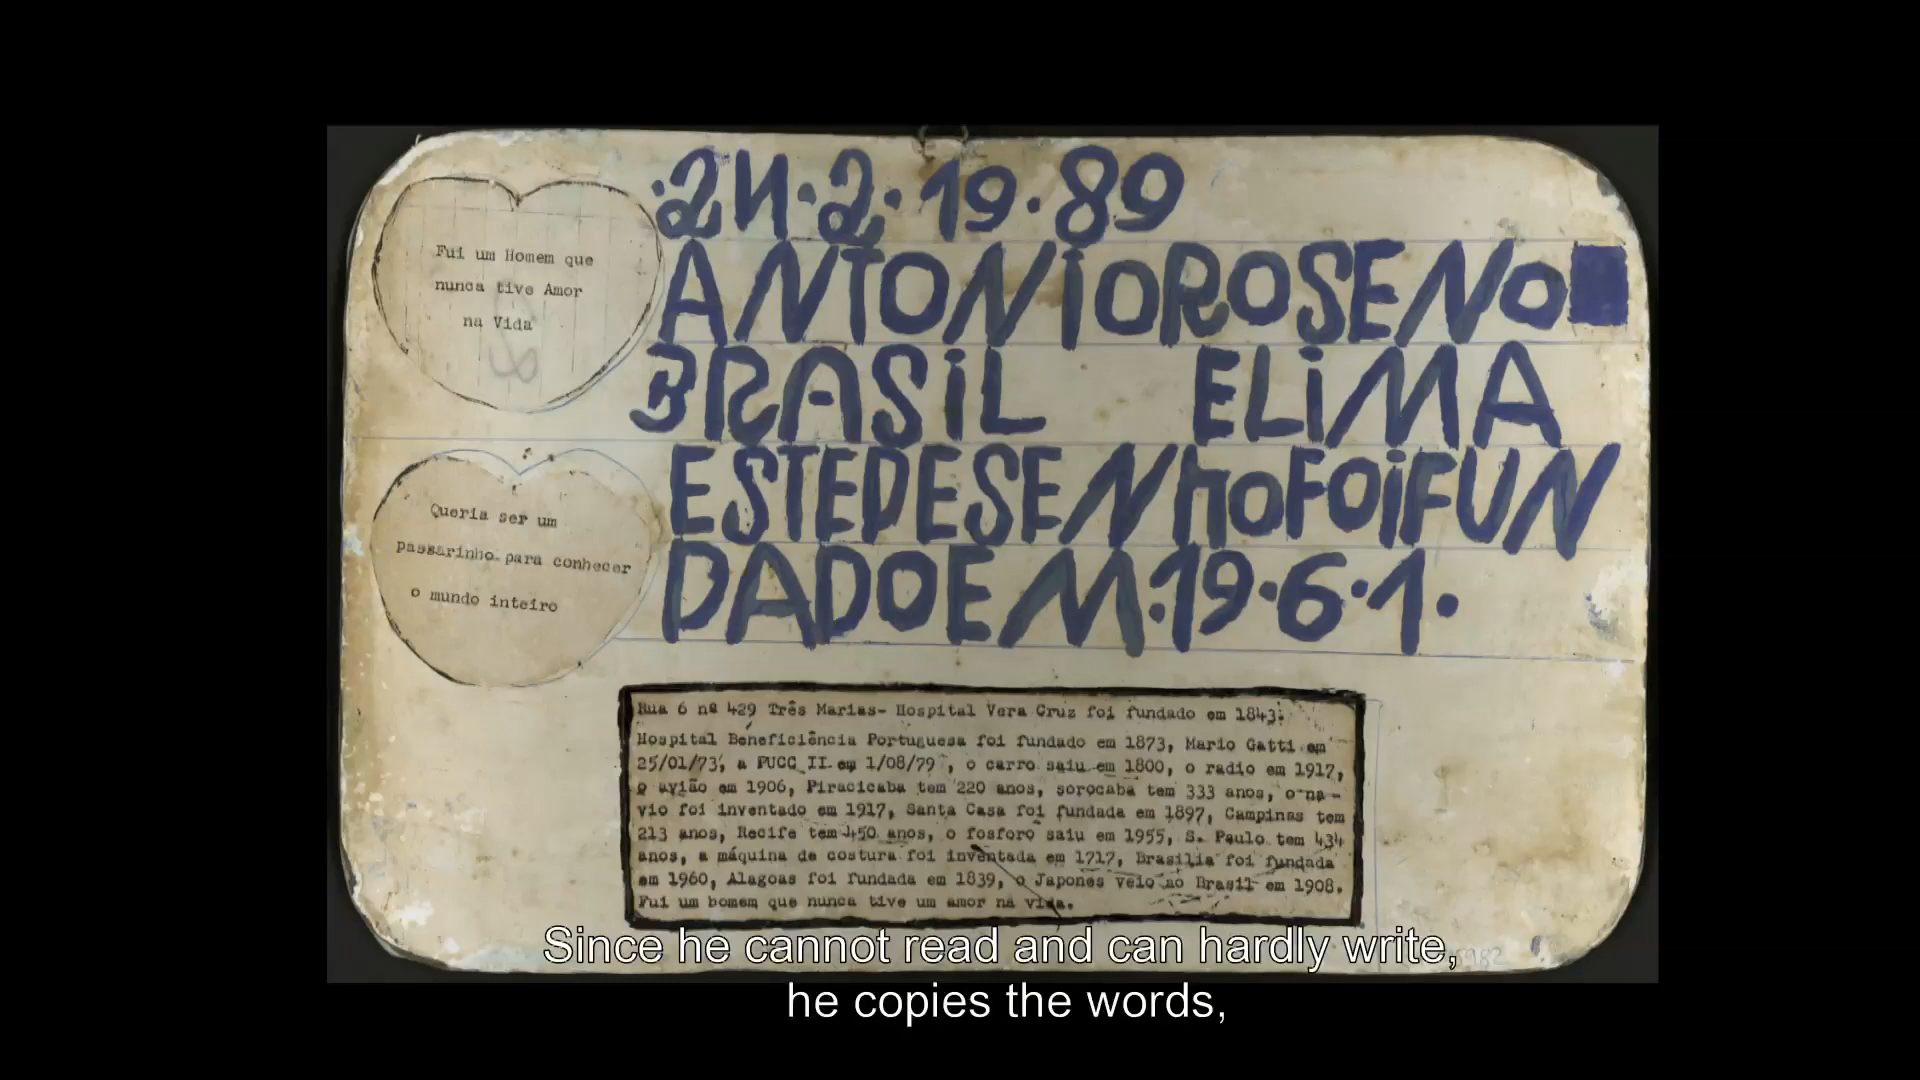 Fui um Homem que
nunca tive Amor
na Vida
Queria ser um
passarinho para conhecer
o mundo inteiro
.24.2.19.89
ANTONIOROSENO
BRASiL ELiMA
ESTEDESENhoFOiFUN
DADOEM.19.6.1.
Rua 6 nº 429 Três Marias- Hospital Vera Cruz foi fundado em 1843.
Hospital Beneficiência Portuguesa foi fundado em 1873, Mario Gatti em
25/01/73, a PUCC II em 1/08/79 , o carro saiu em 1800, o radio em 1917,
o avião em 1906, Piracicaba tem 220 anos, sorocaba tem 333 anos, o na-
vio foi inventado em 1917, Santa Casa foi fundada em 1897, Campinas tem
213 anos, Recife tem 450 anos, o fosforo saiu em 1955, S. Paulo tem 434
anos, a máquina de costura foi inventada em 1717, Brasilia foi fundada
em 1960, Alagoas foi fundada em 1839, o Japones veio ao Brasil em 1908.
Fui um homem que nunca tive um amor na vida.
Since he cannot read and can hardly write,
he copies the words,